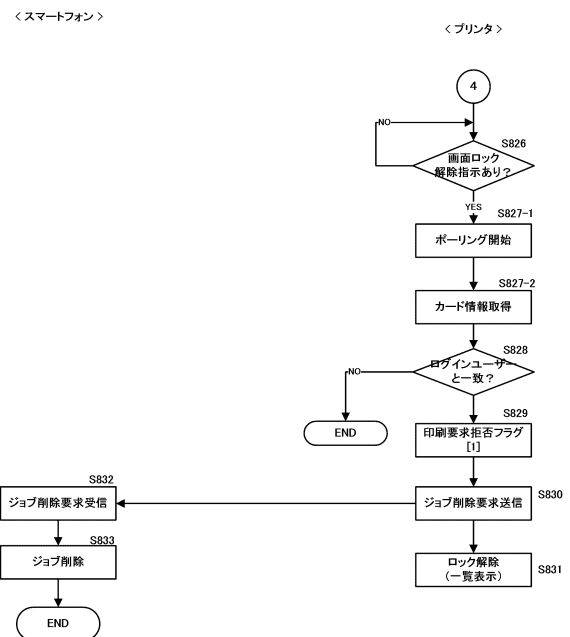 ＜スマートフォン＞
＜プリンタ＞
4
NO
S826
画面ロック
解除指示あり？
YES
S827-1
ポーリング開始
S827-2
カード情報取得
S828
ログインユーザー
と一致？
NO
END
S829
印刷要求拒否フラグ
[1]
S832
ジョブ削除要求受信
ジョブ削除要求送信
S830
S833
ジョブ削除
ロック解除
（一覧表示）
S831
END